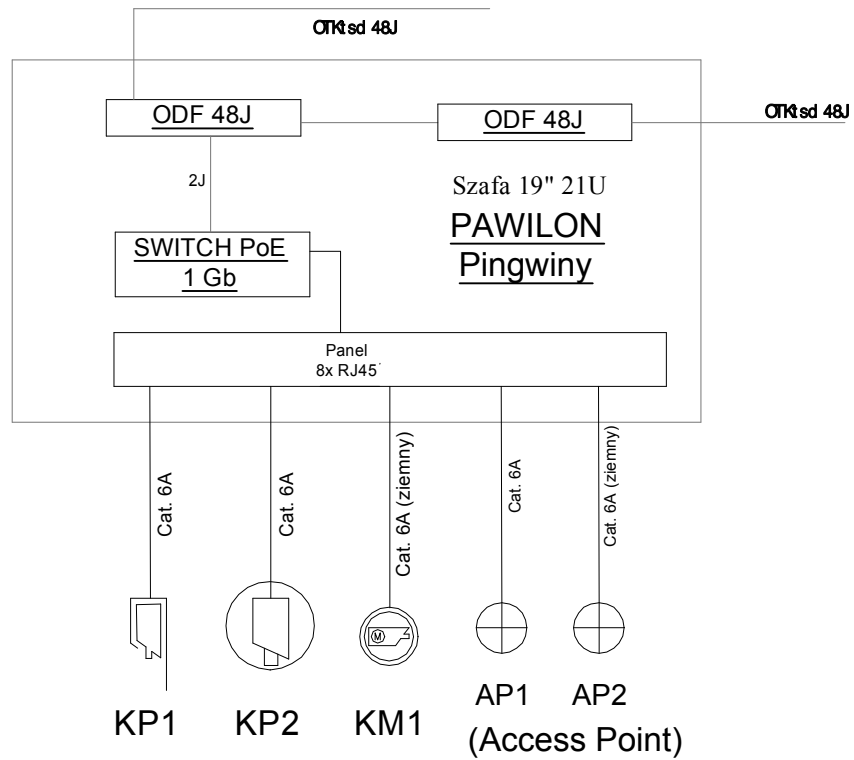 OTKtsd 48J
ODF 48J
ODF 48J
OTKtsd 48J
2J
Szafa 19" 21U
PAWILON
Pingwiny
SWITCH PoE
1 Gb
Panel
8x RJ45
Cat. 6A
Cat. 6A
Cat. 6A (ziemny)
Cat. 6A
Cat. 6A (ziemny)
M
KP1
KP2
KM1
AP1
AP2
(Access Point)